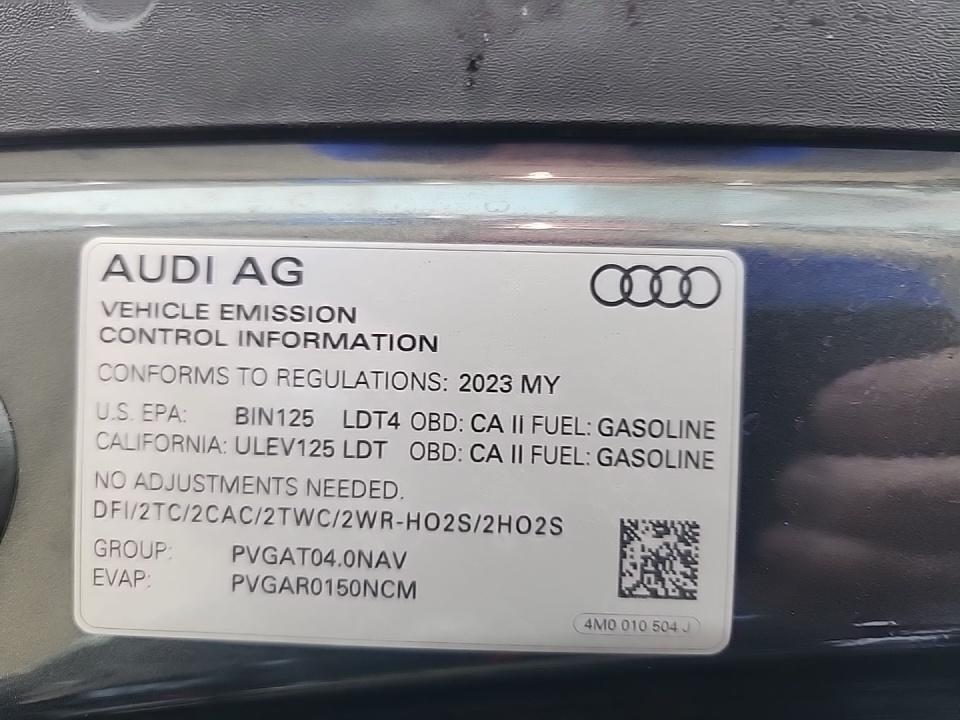 AUDI AG
VEHICLE EMISSION
CONTROL INFORMATION
CONFORMS TO REGULATIONS: 2023 MY
U.S. EPA: BIN125 LDT4 OBD: CA II FUEL: GASOLINE
CALIFORNIA: ULEV125 LDT OBD: CA II FUEL: GASOLINE
NO ADJUSTMENTS NEEDED.
DFI/2TC/2CAC/2TWC/2WR-HO2S/2HO2S
GROUP: PVGAT04.0NAV
EVAP: PVGAR0150NCM
4M0 010 504 J